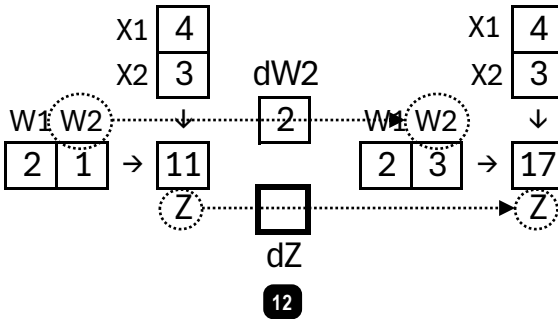 X1 4 X1 4
X2 3 dW2 X2 3
W1 W2 ↓ 2 W1 W2 ↓
2 1 → 11 2 3 → 17
Z Z
dZ
12